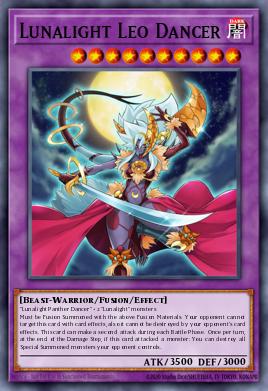 LUNALIGHT LEO DANCER
DARK
闇
[BEAST-WARRIOR/FUSION/EFFECT]
"Lunalight Panther Dancer" + 2 "Lunalight" monsters
Must be Fusion Summoned with the above Fusion Materials. Your opponent cannot
target this card with card effects, also it cannot be destroyed by your opponent's card
effects. This card can make a second attack during each Battle Phase. Once per turn,
at the end of the Damage Step, if this card attacked a monster: You can destroy all
Special Summoned monsters your opponent controls.
ATK/3500 DEF/3000